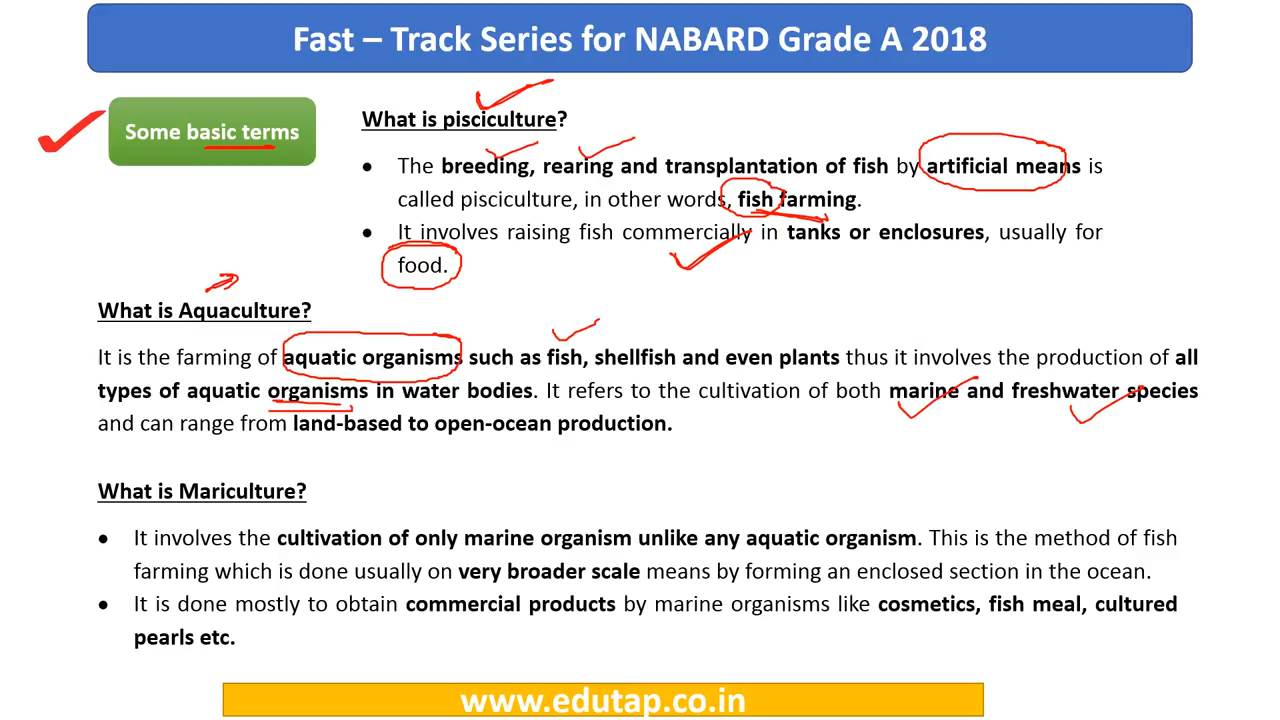 Fast – Track Series for NABARD Grade A 2018
Some basic terms
What is pisciculture?
● The breeding, rearing and transplantation of fish by artificial means is
called pisciculture, in other words, fish farming.
● It involves raising fish commercially in tanks or enclosures, usually for
food.
What is Aquaculture?
It is the farming of aquatic organisms such as fish, shellfish and even plants thus it involves the production of all
types of aquatic organisms in water bodies. It refers to the cultivation of both marine and freshwater species
and can range from land-based to open-ocean production.
What is Mariculture?
● It involves the cultivation of only marine organism unlike any aquatic organism. This is the method of fish
farming which is done usually on very broader scale means by forming an enclosed section in the ocean.
● It is done mostly to obtain commercial products by marine organisms like cosmetics, fish meal, cultured
pearls etc.
www.edutap.co.in